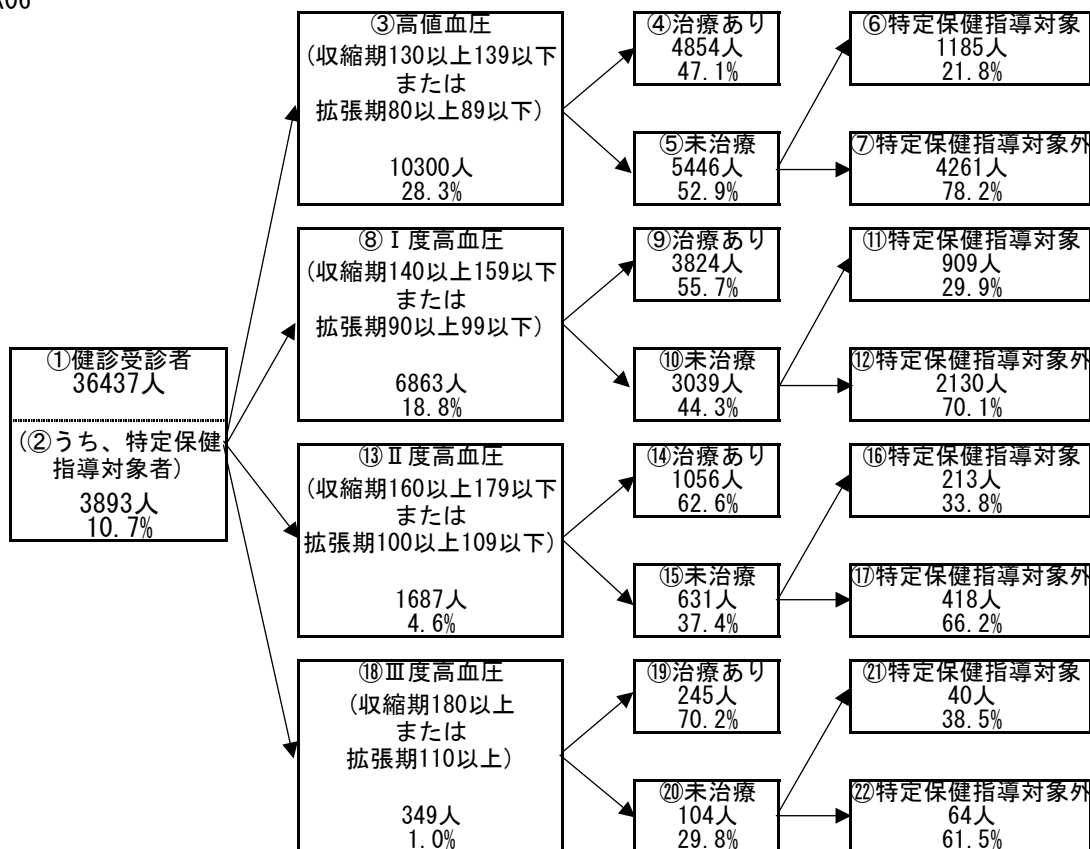 ①健診受診者
36437人
(②うち、特定保健
指導対象者)
3893人
10.7%
③高値血圧
(収縮期130以上139以下
または
拡張期80以上89以下)
10300人
28.3%
④治療あり
4854人
47.1%
⑤未治療
5446人
52.9%
⑥特定保健指導対象
1185人
21.8%
⑦特定保健指導対象外
4261人
78.2%
⑧Ⅰ度高血圧
(収縮期140以上159以下
または
拡張期90以上99以下)
6863人
18.8%
⑨治療あり
3824人
55.7%
⑩未治療
3039人
44.3%
⑪特定保健指導対象
909人
29.9%
⑫特定保健指導対象外
2130人
70.1%
⑬Ⅱ度高血圧
(収縮期160以上179以下
または
拡張期100以上109以下)
1687人
4.6%
⑭治療あり
1056人
62.6%
⑮未治療
631人
37.4%
⑯特定保健指導対象
213人
33.8%
⑰特定保健指導対象外
418人
66.2%
⑱Ⅲ度高血圧
(収縮期180以上
または
拡張期110以上)
349人
1.0%
⑲治療あり
245人
70.2%
⑳未治療
104人
29.8%
㉑特定保健指導対象
40人
38.5%
㉒特定保健指導対象外
64人
61.5%